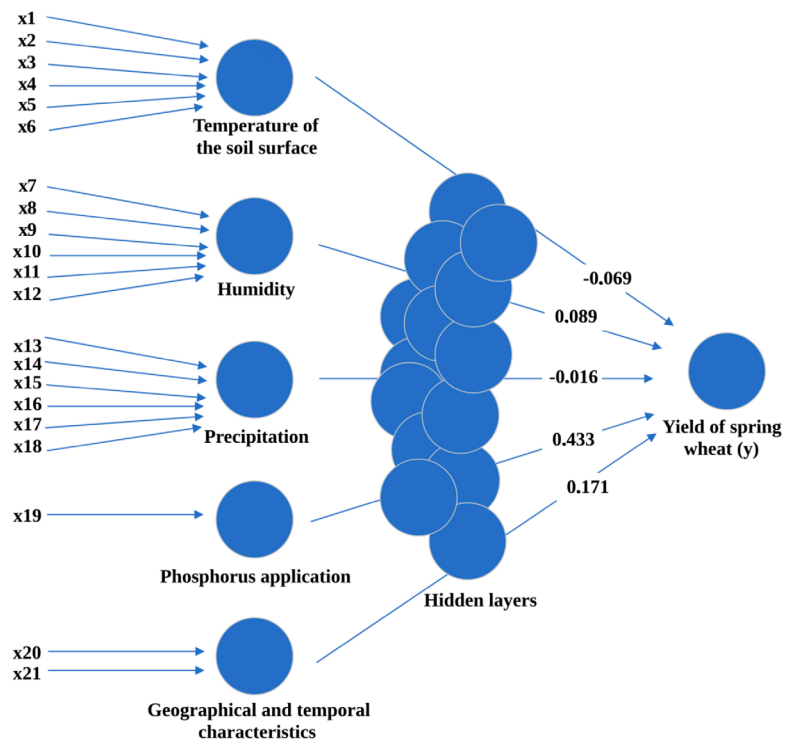 x1
x2
x3
x4
x5
x6
Temperature of
the soil surface
x7
x8
x9
x10
x11
x12
Humidity
x13
x14
x15
x16
x17
x18
Precipitation
x19
Phosphorus application
x20
x21
Geographical and temporal
characteristics
Hidden layers
-0.069
0.089
-0.016
0.433
0.171
Yield of spring
wheat (y)